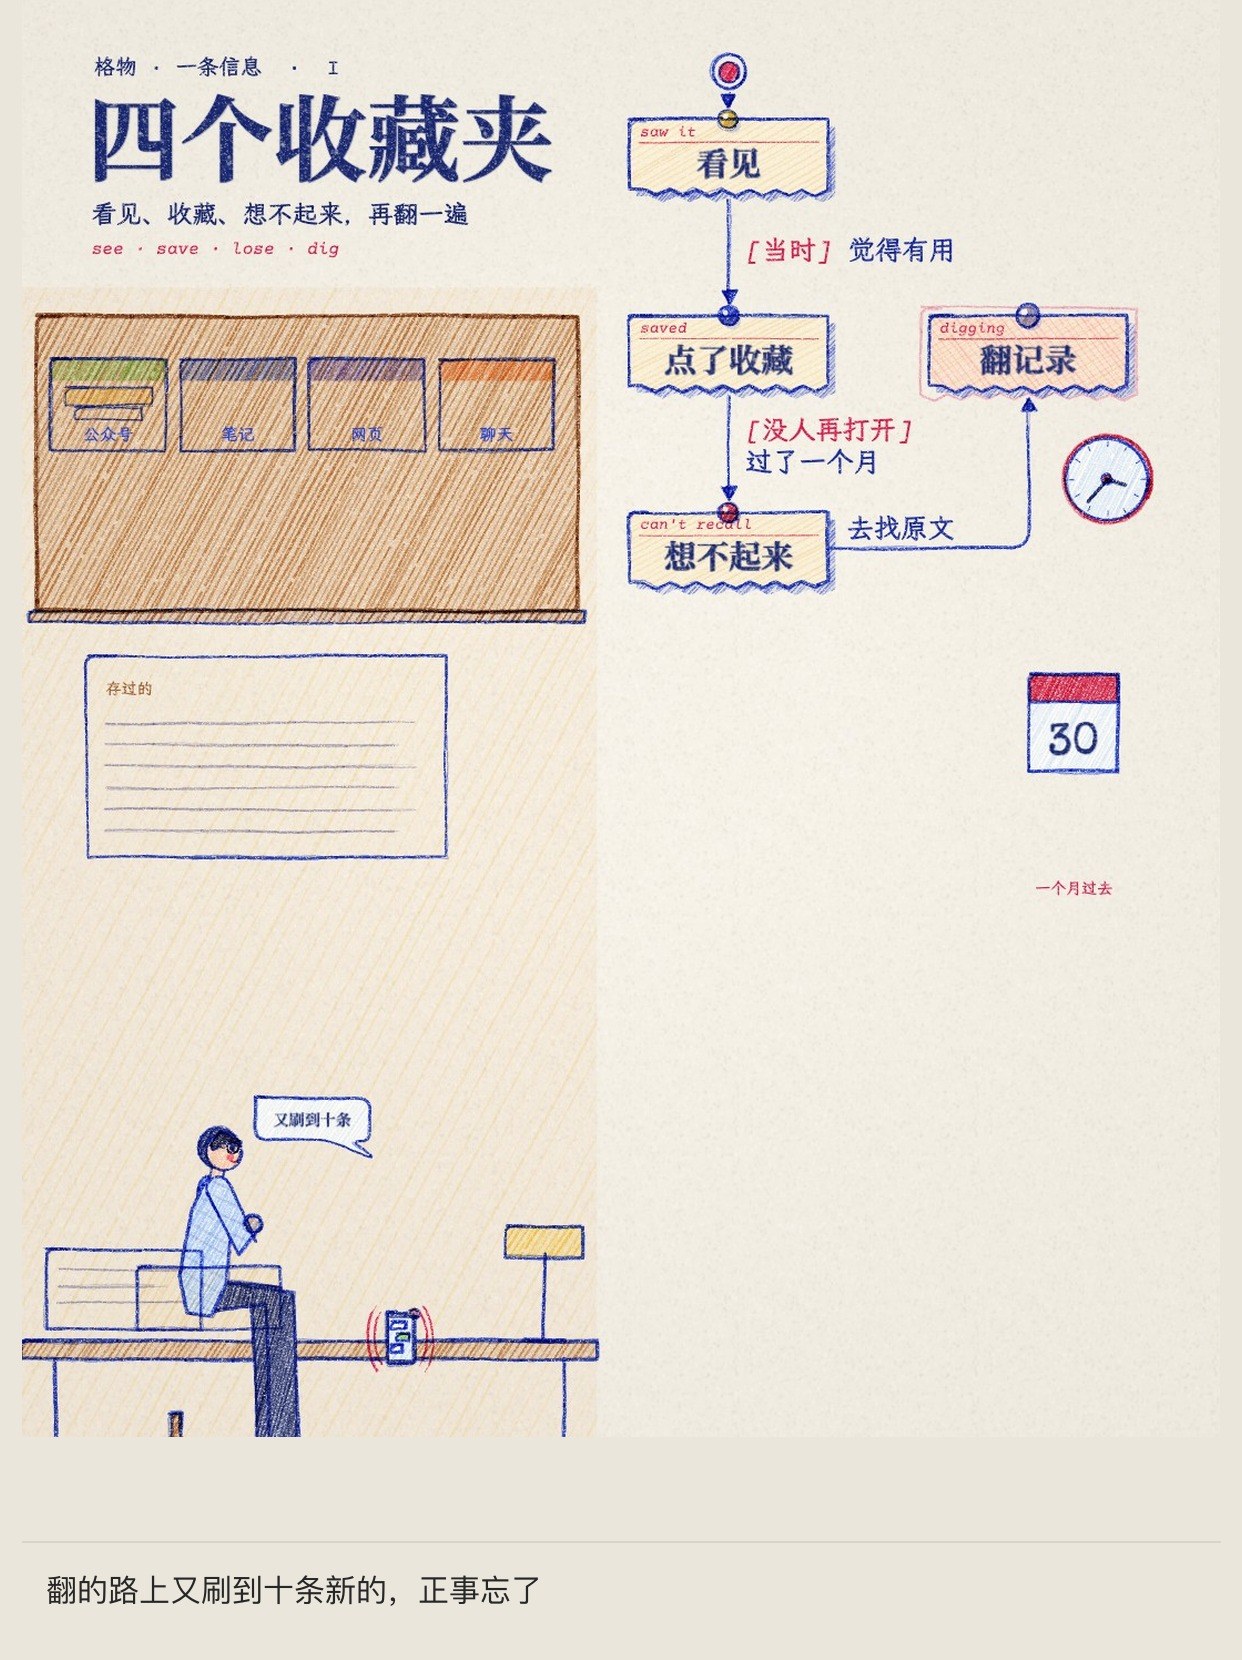 格物 · 一条信息 · I
四个收藏夹
看见、收藏、想不起来，再翻一遍
see · save · lose · dig
公众号
笔记
网页
聊天
存过的
又刷到十条
saw it
看见
[当时] 觉得有用
saved
点了收藏
digging
翻记录
[没人再打开]
过了一个月
can't recall
想不起来
去找原文
30
一个月过去
翻的路上又刷到十条新的，正事忘了